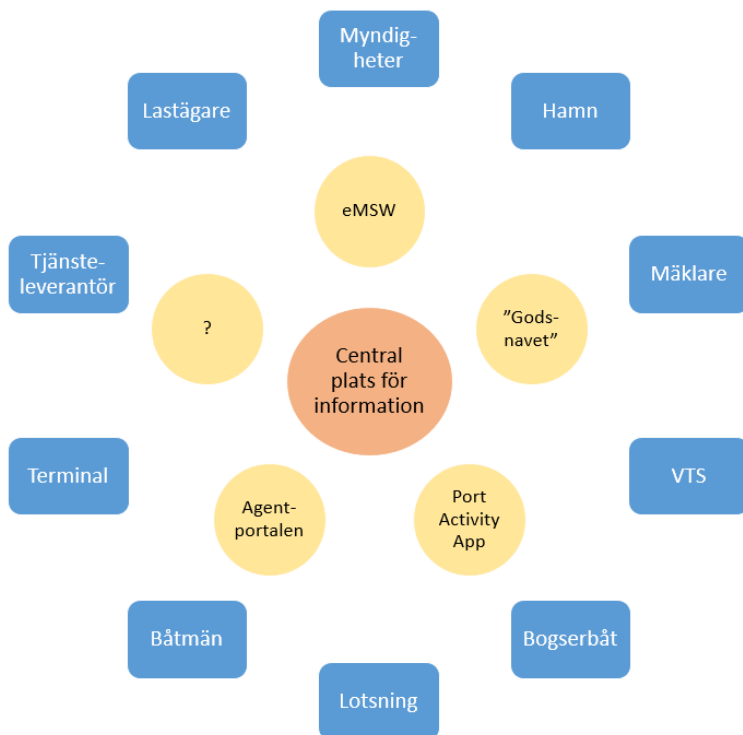 Myndig-
heter
Lastägare
Hamn
eMSW
Tjänste-
leverantör
Mäklare
?
”Gods-
navet”
Central
plats för
information
Terminal
VTS
Agent-
portalen
Port
Activity
App
Båtmän
Bogserbåt
Lotsning